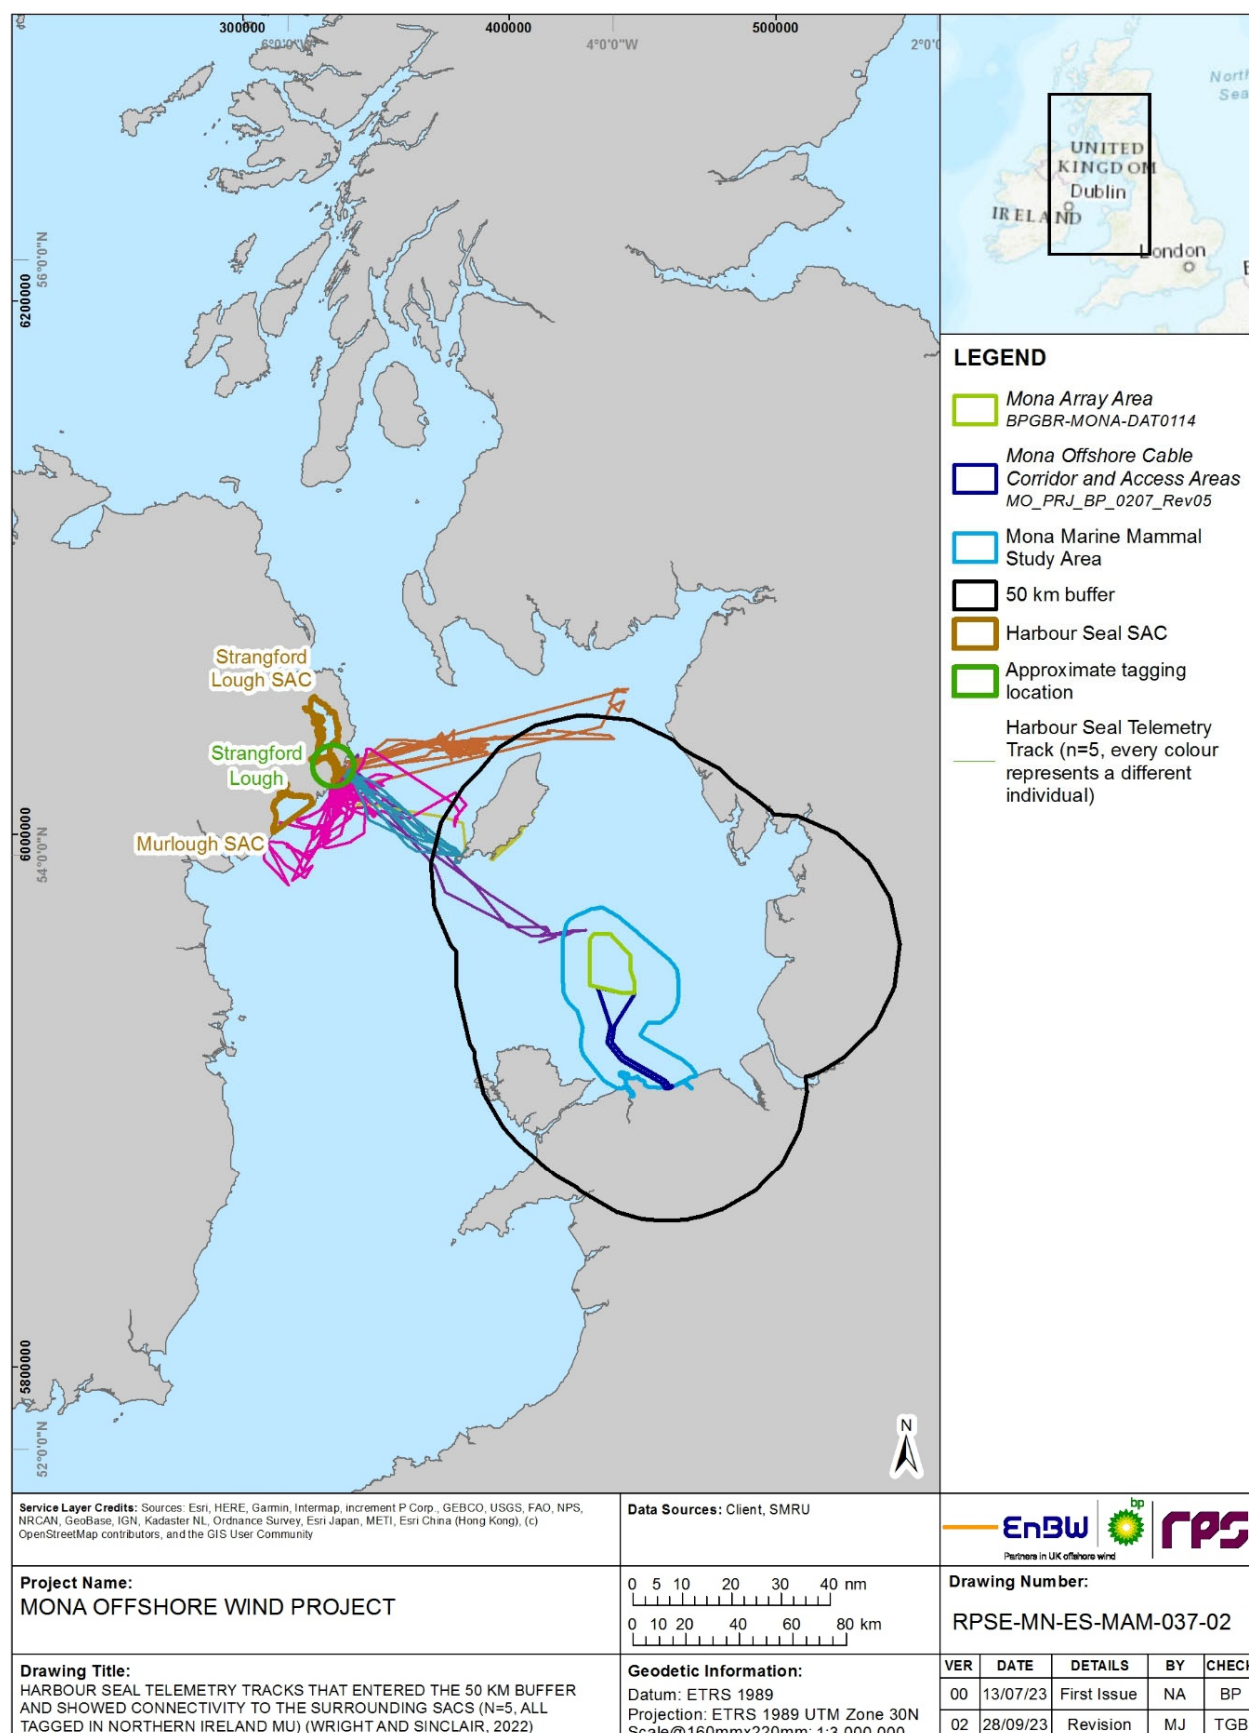 300000
400000
500000
6°0'0"W
4°0'0"W
2°0'
56°0'0"N
6200000
6000000
54°0'0"N
5800000
52°0'0"N
Strangford
Lough SAC
Strangford
Lough
Murlough SAC
N
North
Sea
UNITED
KINGDOM
Dublin
IRELAND
London
LEGEND
Mona Array Area
BPGBR-MONA-DAT0114
Mona Offshore Cable
Corridor and Access Areas
MO_PRJ_BP_0207_Rev05
Mona Marine Mammal
Study Area
50 km buffer
Harbour Seal SAC
Approximate tagging
location
Harbour Seal Telemetry
Track (n=5, every colour
represents a different
individual)
Service Layer Credits: Sources: Esri, HERE, Garmin, Intermap, increment P Corp., GEBCO, USGS, FAO, NPS,
NRCAN, GeoBase, IGN, Kadaster NL, Ordnance Survey, Esri Japan, METI, Esri China (Hong Kong), (c)
OpenStreetMap contributors, and the GIS User Community
Data Sources: Client, SMRU
EnBW
bp
rps
Partners in UK offshore wind
Project Name:
MONA OFFSHORE WIND PROJECT
0 5 10 20 30 40 nm
0 10 20 40 60 80 km
Drawing Number:
RPSE-MN-ES-MAM-037-02
Drawing Title:
HARBOUR SEAL TELEMETRY TRACKS THAT ENTERED THE 50 KM BUFFER
AND SHOWED CONNECTIVITY TO THE SURROUNDING SACS (N=5, ALL
TAGGED IN NORTHERN IRELAND MU) (WRIGHT AND SINCLAIR, 2022)
Geodetic Information:
Datum: ETRS 1989
Projection: ETRS 1989 UTM Zone 30N
Scale@160mmx220mm: 1:3,000,000
VER DATE DETAILS BY CHECK
00 13/07/23 First Issue NA BP
02 28/09/23 Revision MJ TGB